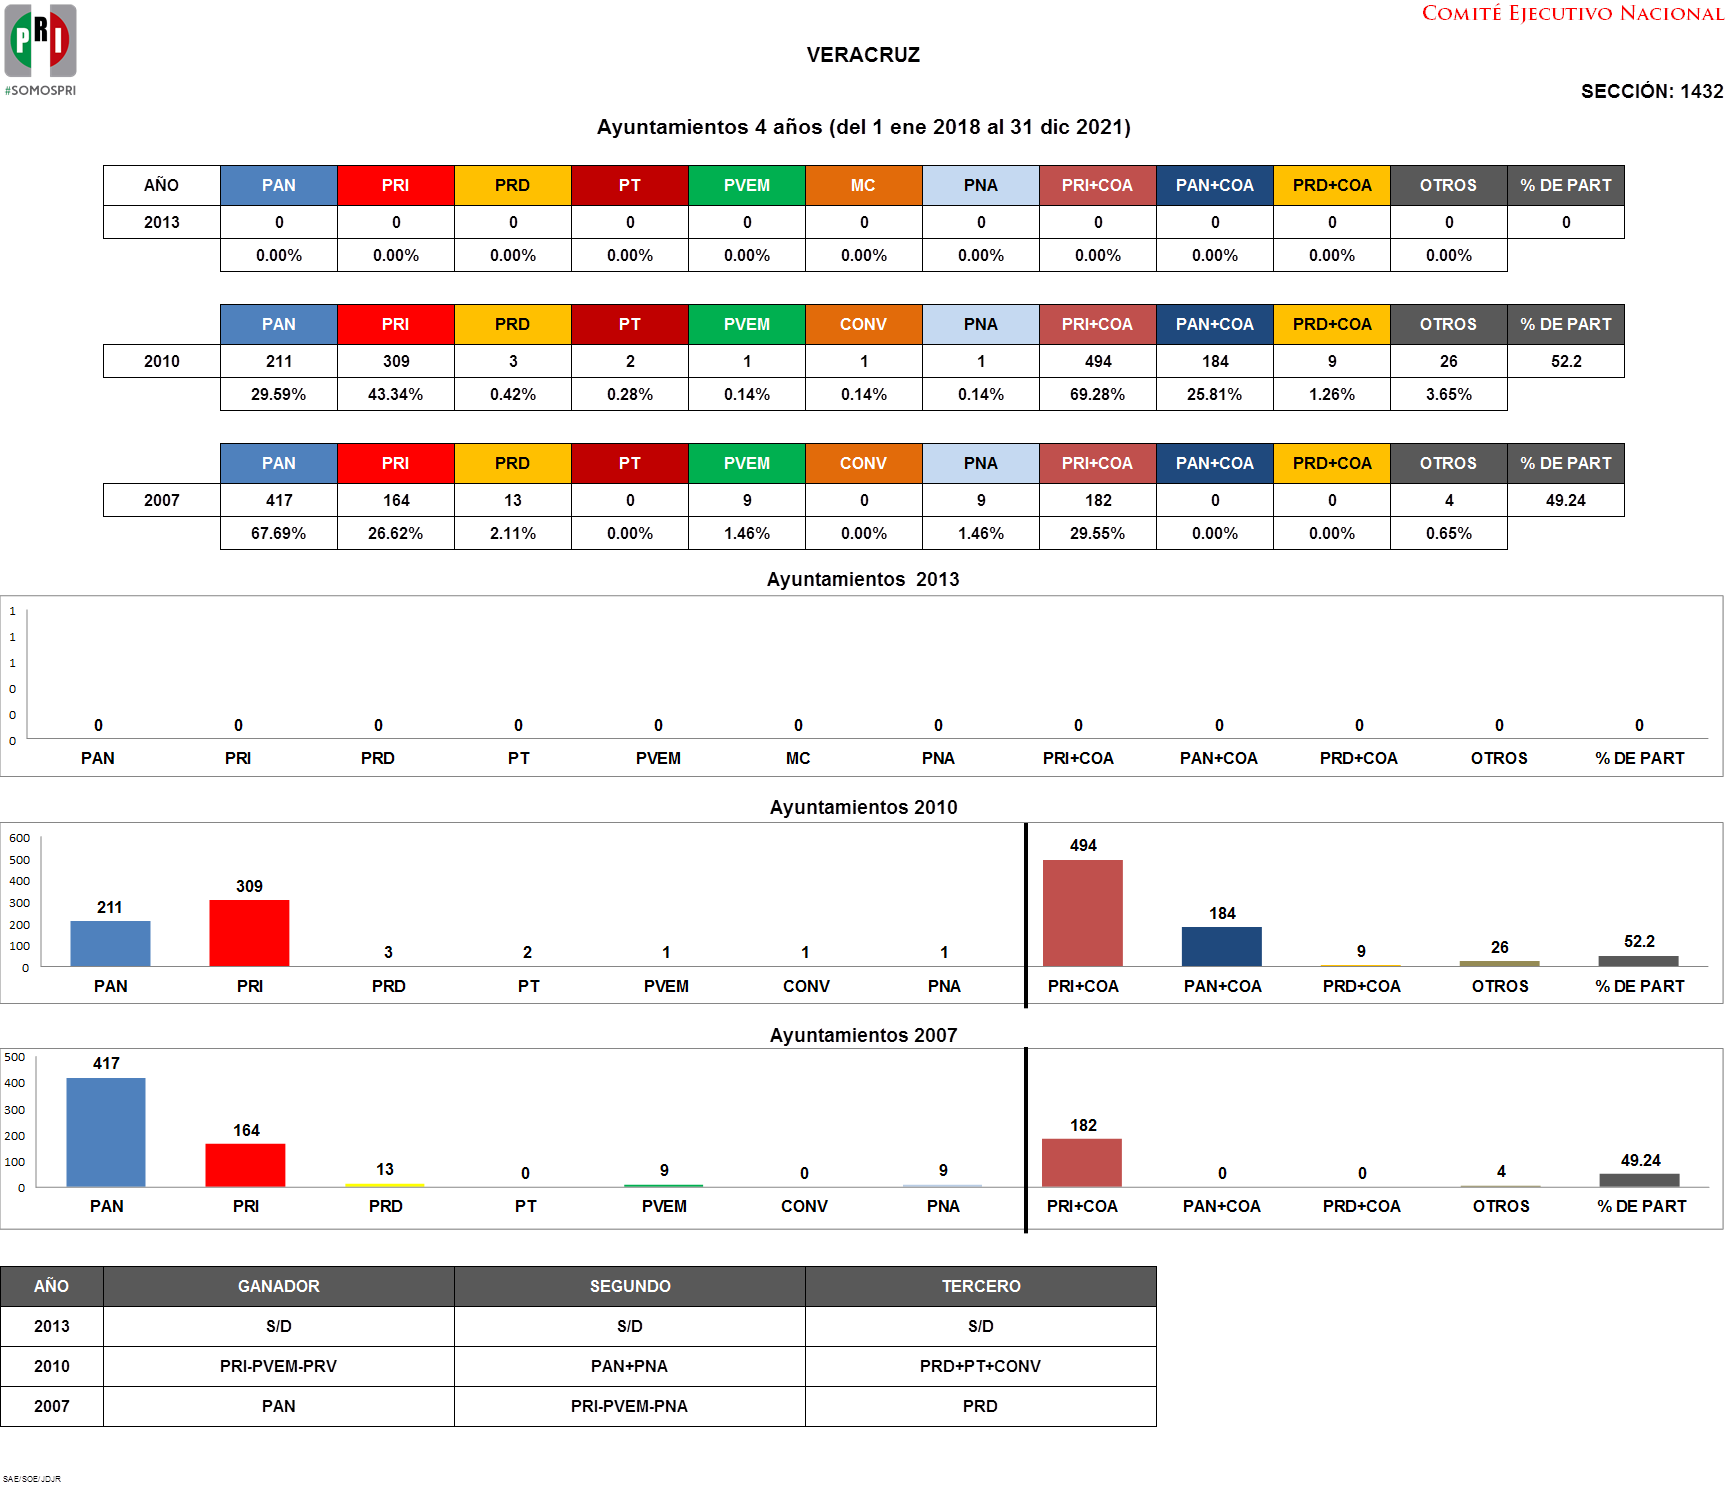 PRI
#SOMOSPRI
COMITÉ EJECUTIVO NACIONAL
VERACRUZ
SECCIÓN: 1432
Ayuntamientos 4 años (del 1 ene 2018 al 31 dic 2021)
AÑO PAN PRI PRD PT PVEM MC PNA PRI+COA PAN+COA PRD+COA OTROS % DE PART
2013 0 0 0 0 0 0 0 0 0 0 0 0
0.00% 0.00% 0.00% 0.00% 0.00% 0.00% 0.00% 0.00% 0.00% 0.00% 0.00%
PAN PRI PRD PT PVEM CONV PNA PRI+COA PAN+COA PRD+COA OTROS % DE PART
2010 211 309 3 2 1 1 1 494 184 9 26 52.2
29.59% 43.34% 0.42% 0.28% 0.14% 0.14% 0.14% 69.28% 25.81% 1.26% 3.65%
PAN PRI PRD PT PVEM CONV PNA PRI+COA PAN+COA PRD+COA OTROS % DE PART
2007 417 164 13 0 9 0 9 182 0 0 4 49.24
67.69% 26.62% 2.11% 0.00% 1.46% 0.00% 1.46% 29.55% 0.00% 0.00% 0.65%
Ayuntamientos 2013
1
1
1
0
0
0
0 0 0 0 0 0 0 0 0 0 0 0
PAN PRI PRD PT PVEM MC PNA PRI+COA PAN+COA PRD+COA OTROS % DE PART
Ayuntamientos 2010
600
500
400
300
200
100
0
211 309 3 2 1 1 1 494 184 9 26 52.2
PAN PRI PRD PT PVEM CONV PNA PRI+COA PAN+COA PRD+COA OTROS % DE PART
Ayuntamientos 2007
500
400
300
200
100
0
417 164 13 0 9 0 9 182 0 0 4 49.24
PAN PRI PRD PT PVEM CONV PNA PRI+COA PAN+COA PRD+COA OTROS % DE PART
AÑO GANADOR SEGUNDO TERCERO
2013 S/D S/D S/D
2010 PRI-PVEM-PRV PAN+PNA PRD+PT+CONV
2007 PAN PRI-PVEM-PNA PRD
SAE/SOE/JDJR